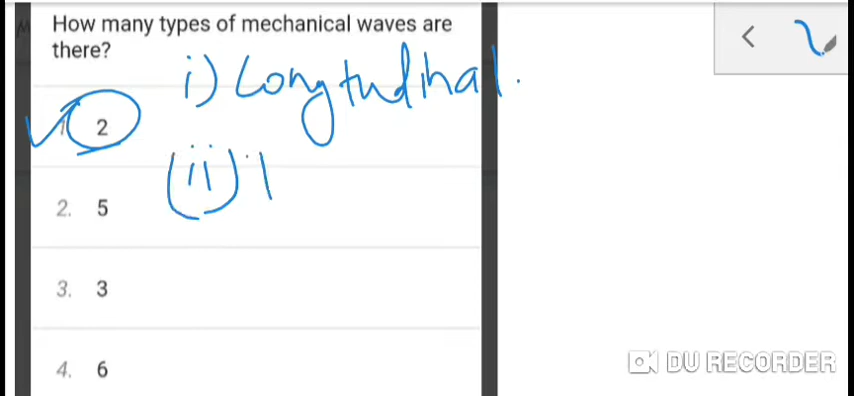 How many types of mechanical waves are
there?
i) Longtudinal.
2
(ii)
2. 5
3. 3
4. 6
DU RECORDER